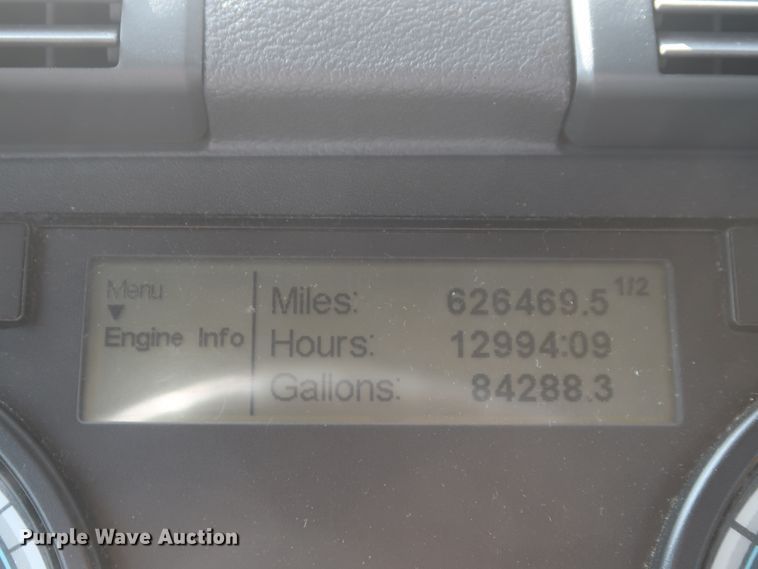 Menu
Engine Info
Miles: 626469.5 1/2
Hours: 12994:09
Gallons: 84288.3
Purple Wave Auction